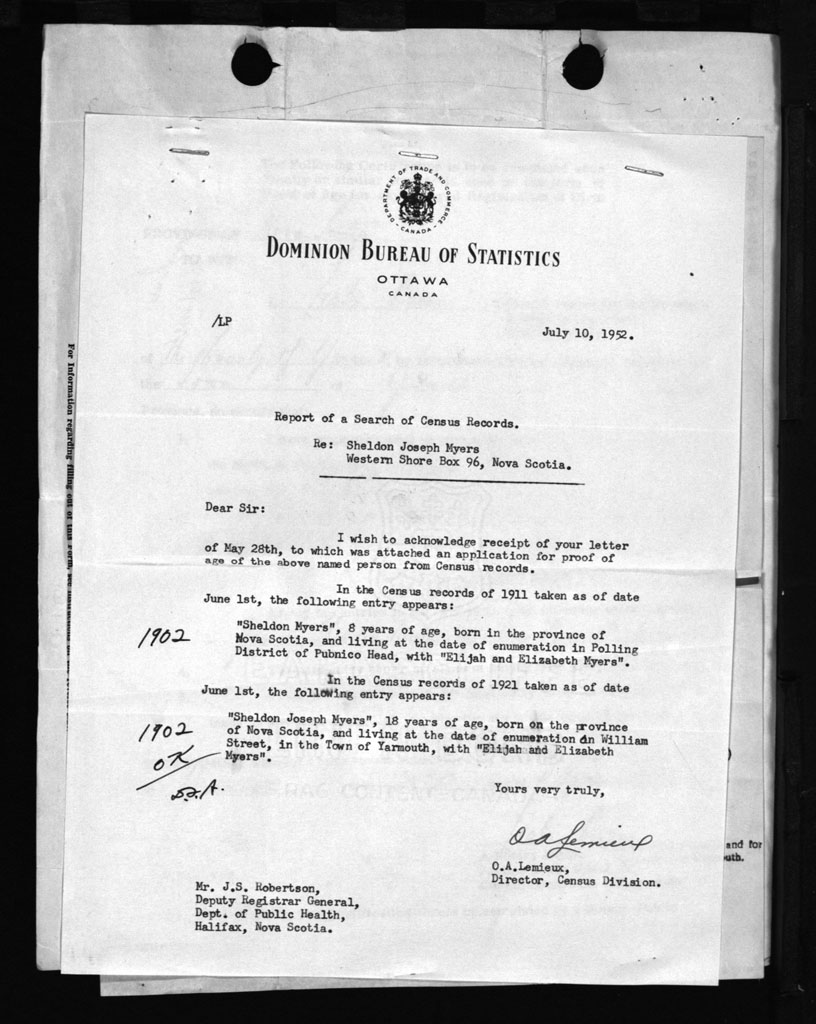 DEPARTMENT OF TRADE AND COMMERCE
CANADA
DOMINION BUREAU OF STATISTICS
OTTAWA
CANADA
/LP
July 10, 1952.
Report of a Search of Census Records.
Re: Sheldon Joseph Myers
Western Shore Box 96, Nova Scotia.
Dear Sir:
I wish to acknowledge receipt of your letter
of May 28th, to which was attached an application for proof of
age of the above named person from Census records.
In the Census records of 1911 taken as of date
June 1st, the following entry appears:
1902
"Sheldon Myers", 8 years of age, born in the province of
Nova Scotia, and living at the date of enumeration in Polling
District of Pubnico Head, with "Elijah and Elizabeth Myers".
In the Census records of 1921 taken as of date
June 1st, the following entry appears:
1902
OK
"Sheldon Joseph Myers", 18 years of age, born on the province
of Nova Scotia, and living at the date of enumeration on William
Street, in the Town of Yarmouth, with "Elijah and Elizabeth
Myers".
Yours very truly,
O A Lemieux
O.A.Lemieux,
Director, Census Division.
Mr. J.S. Robertson,
Deputy Registrar General,
Dept. of Public Health,
Halifax, Nova Scotia.
For Information regarding filling out of this Form, see
and for
uth.